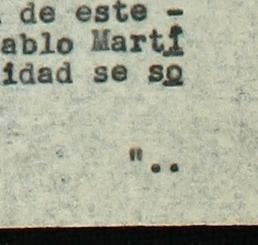 de este -
ablo Martí
idad se so
"..